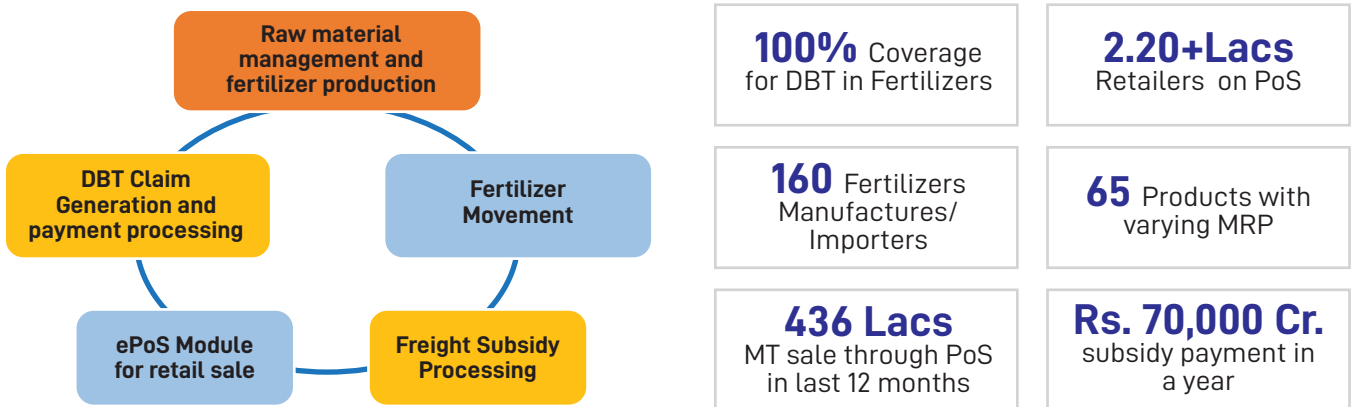 Raw material
management and
fertilizer production
DBT Claim
Generation and
payment processing
Fertilizer
Movement
ePoS Module
for retail sale
Freight Subsidy
Processing
100% Coverage
for DBT in Fertilizers
2.20+Lacs
Retailers on PoS
160 Fertilizers
Manufactures/
Importers
65 Products with
varying MRP
436 Lacs
MT sale through PoS
in last 12 months
Rs. 70,000 Cr.
subsidy payment in
a year